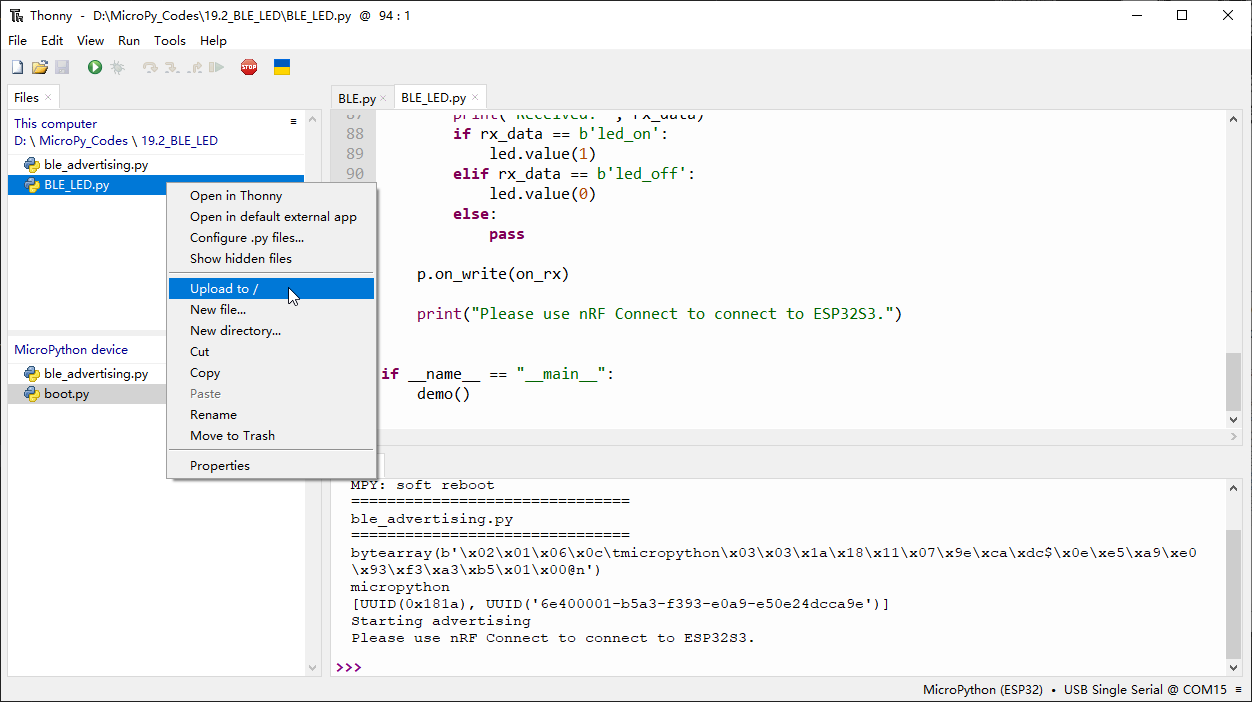 Thonny - D:\MicroPy_Codes\19.2_BLE_LED\BLE_LED.py @ 94 : 1
File Edit View Run Tools Help
STOP
Files ×
This computer
D: \ MicroPy_Codes \ 19.2_BLE_LED
ble_advertising.py
BLE_LED.py
Open in Thonny
Open in default external app
Configure .py files...
Show hidden files
Upload to /
New file...
New directory...
Cut
Copy
Paste
Rename
Move to Trash
Properties
MicroPython device
ble_advertising.py
boot.py
BLE.py × BLE_LED.py ×
87 print("Received: ", rx_data)
88 if rx_data == b'led_on':
89 led.value(1)
90 elif rx_data == b'led_off':
led.value(0)
else:
pass
p.on_write(on_rx)
print("Please use nRF Connect to connect to ESP32S3.")
if __name__ == "__main__":
demo()
MPY: soft reboot
===============================
ble_advertising.py
===============================
bytearray(b'\x02\x01\x06\x0c\tmicropython\x03\x03\x1a\x18\x11\x07\x9e\xca\xdc$\x0e\xe5\xa9\xe0
\x93\xf3\xa3\xb5\x01\x00@n')
micropython
[UUID(0x181a), UUID('6e400001-b5a3-f393-e0a9-e50e24dcca9e')]
Starting advertising
Please use nRF Connect to connect to ESP32S3.
>>>
MicroPython (ESP32) • USB Single Serial @ COM15 ≡